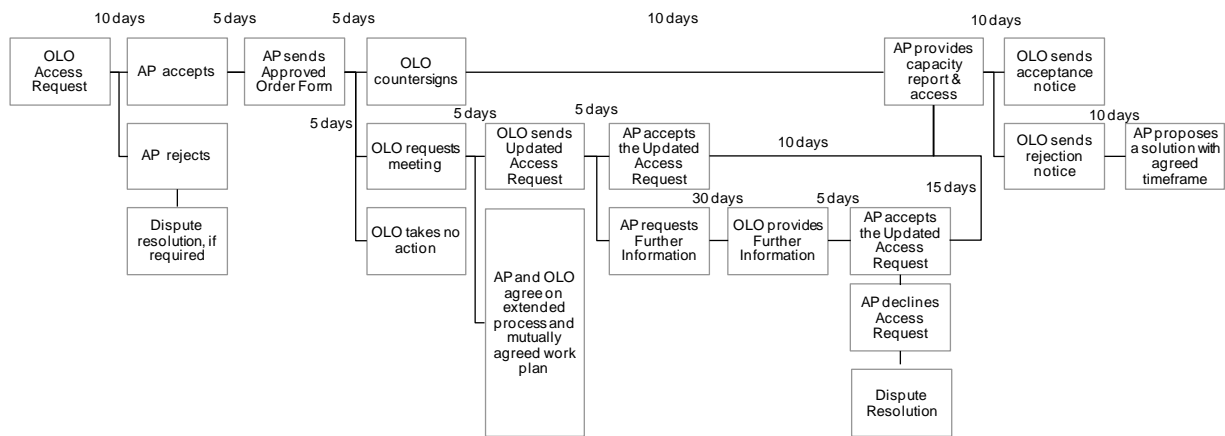 10 days
5 days
5 days
10 days
10 days
OLO
Access
Request
AP accepts
AP sends
Approved
Order Form
OLO
countersigns
AP provides
capacity
report &
access
OLO sends
acceptance
notice
5 days
5 days
5 days
10 days
AP rejects
OLO requests
meeting
OLO sends
Updated
Access
Request
AP accepts
the Updated
Access
Request
10 days
OLO sends
rejection
notice
AP proposes
a solution with
agreed
timeframe
30 days
5 days
15 days
Dispute
resolution, if
required
OLO takes no
action
AP and OLO
agree on
extended
process and
mutually
agreed work
plan
AP requests
Further
Information
OLO provides
Further
Information
AP accepts
the Updated
Access
Request
AP declines
Access
Request
Dispute
Resolution